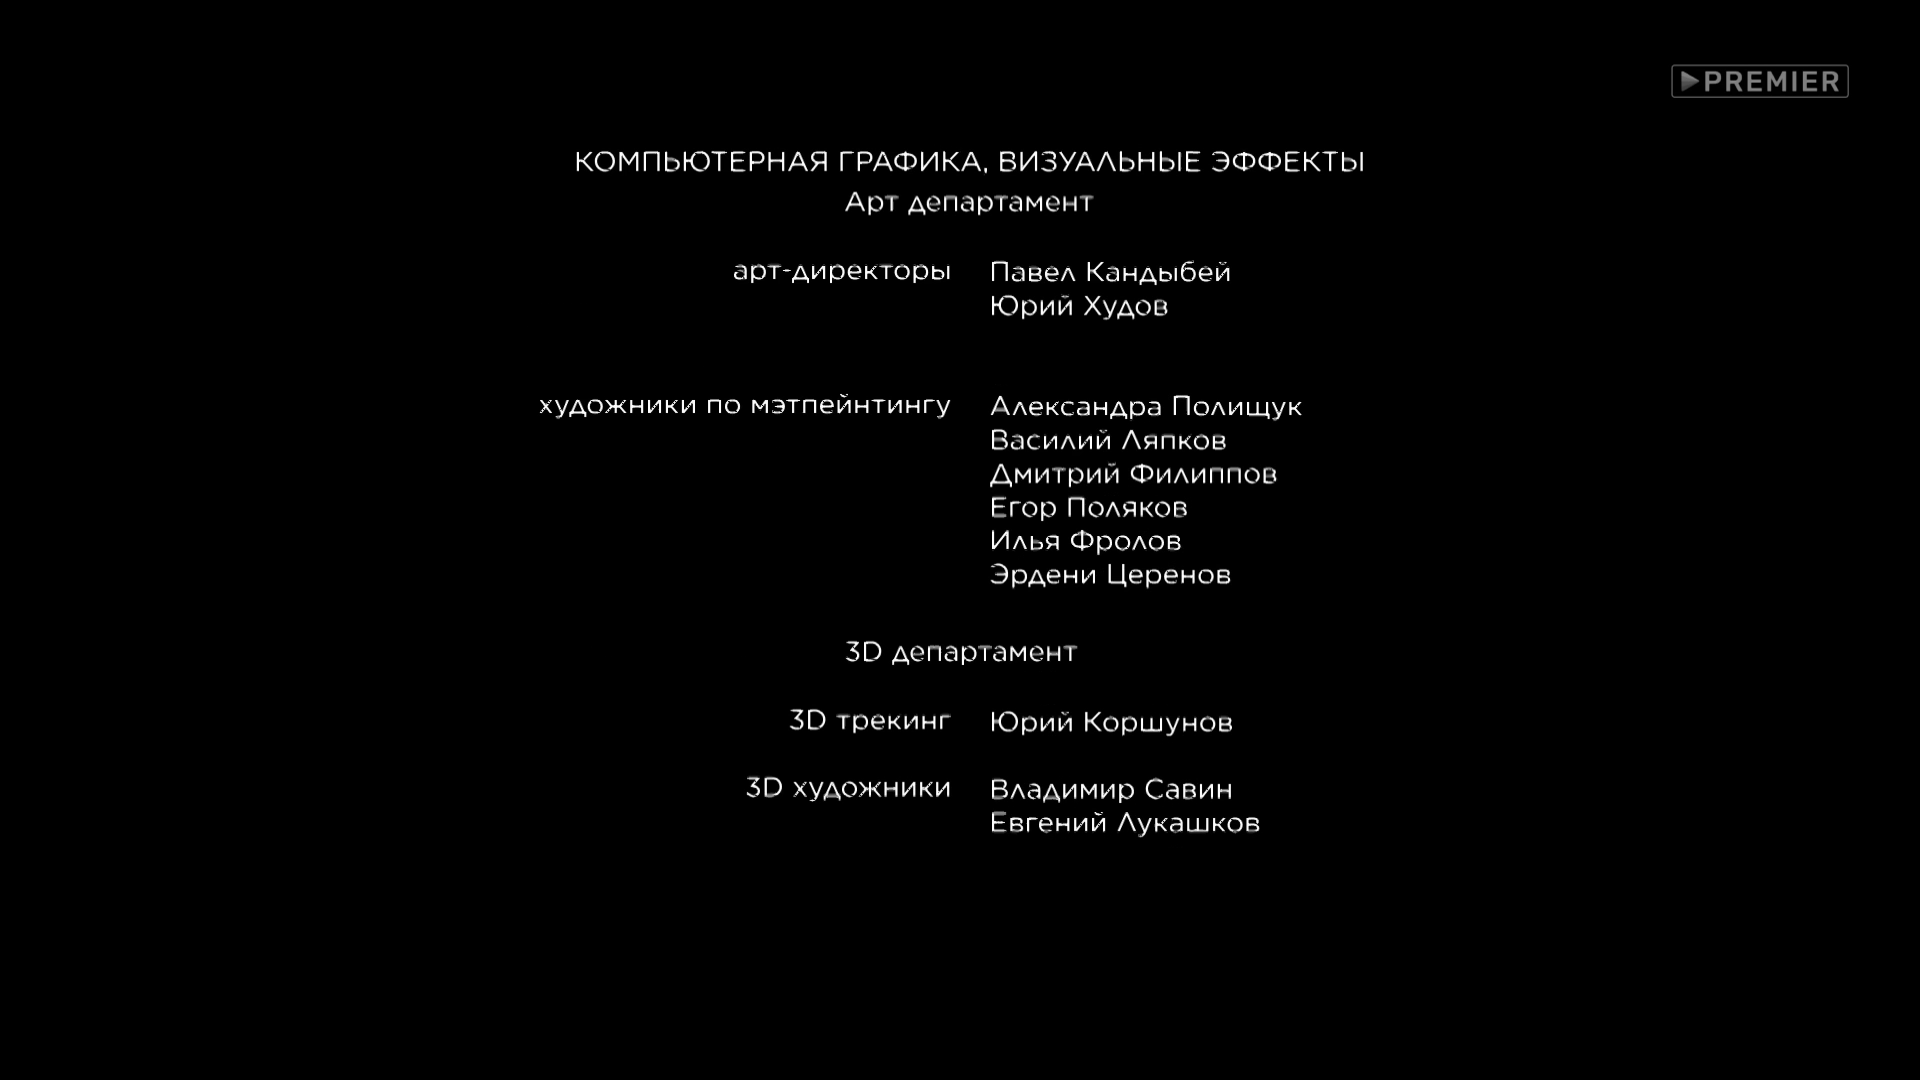 PREMIER
КОМПЬЮТЕРНАЯ ГРАФИКА, ВИЗУАЛЬНЫЕ ЭФФЕКТЫ
Арт департамент
арт-директоры Павел Кандыбей
Юрий Худов
художники по мэтпейнтингу Александра Полищук
Василий Ляпков
Дмитрий Филиппов
Егор Поляков
Илья Фролов
Эрдени Церенов
3D департамент
3D трекинг Юрий Коршунов
3D художники Владимир Савин
Евгений Лукашков